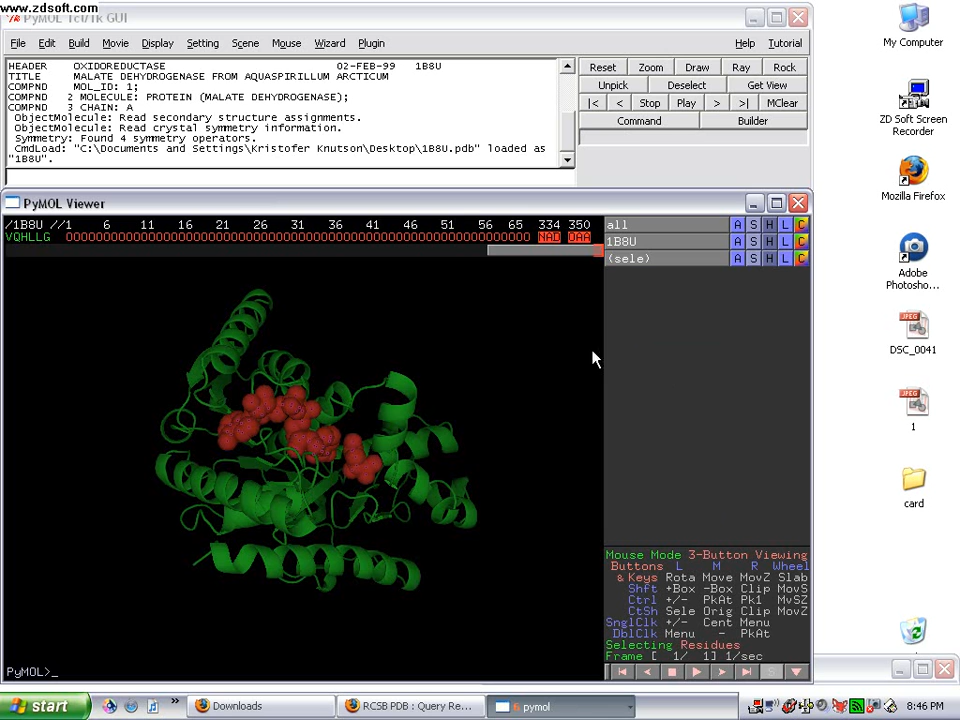 www.zdsoft.com
PyMOL Tcl/Tk GUI
File Edit Build Movie Display Setting Scene Mouse Wizard Plugin Help Tutorial
HEADER OXIDOREDUCTASE 02-FEB-99 1B8U
TITLE MALATE DEHYDROGENASE FROM AQUASPIRILLUM ARCTICUM
COMPND MOL_ID: 1;
COMPND 2 MOLECULE: PROTEIN (MALATE DEHYDROGENASE);
COMPND 3 CHAIN: A
ObjectMolecule: Read secondary structure assignments.
ObjectMolecule: Read crystal symmetry information.
Symmetry: Found 4 symmetry operators.
CmdLoad: "C:\Documents and Settings\Kristofer Knutson\Desktop\1B8U.pdb" loaded as
"1B8U".
Reset Zoom Draw Ray Rock
Unpick Deselect Get View
|< < Stop Play > >| MClear
Command Builder
PyMOL Viewer
/1B8U //1 6 11 16 21 26 31 36 41 46 51 56 65 334 350
VQHLLG OOOOOOOOOOOOOOOOOOOOOOOOOOOOOOOOOOOOOOOOOOOOOOOOOOOOOOOOOOOOOO NAD OAA
all A S H L C
1B8U A S H L C
(sele) A S H L C
Mouse Mode 3-Button Viewing
Buttons L M R Wheel
& Keys Rota Move MovZ Slab
Shft +Box -Box Clip MovS
Ctrl +/- PkAt Pk1 MvSZ
CtSh Sele Orig Clip MovZ
SnglClk +/- Cent Menu
DblClk Menu - PkAt
Selecting Residues
Frame [ 1/ 1] 1/sec
PyMOL>_
My Computer
ZD Soft Screen
Recorder
Mozilla Firefox
Adobe
Photosho...
DSC_0041
1
card
start
Downloads
RCSB PDB : Query Re...
6 pymol
8:46 PM